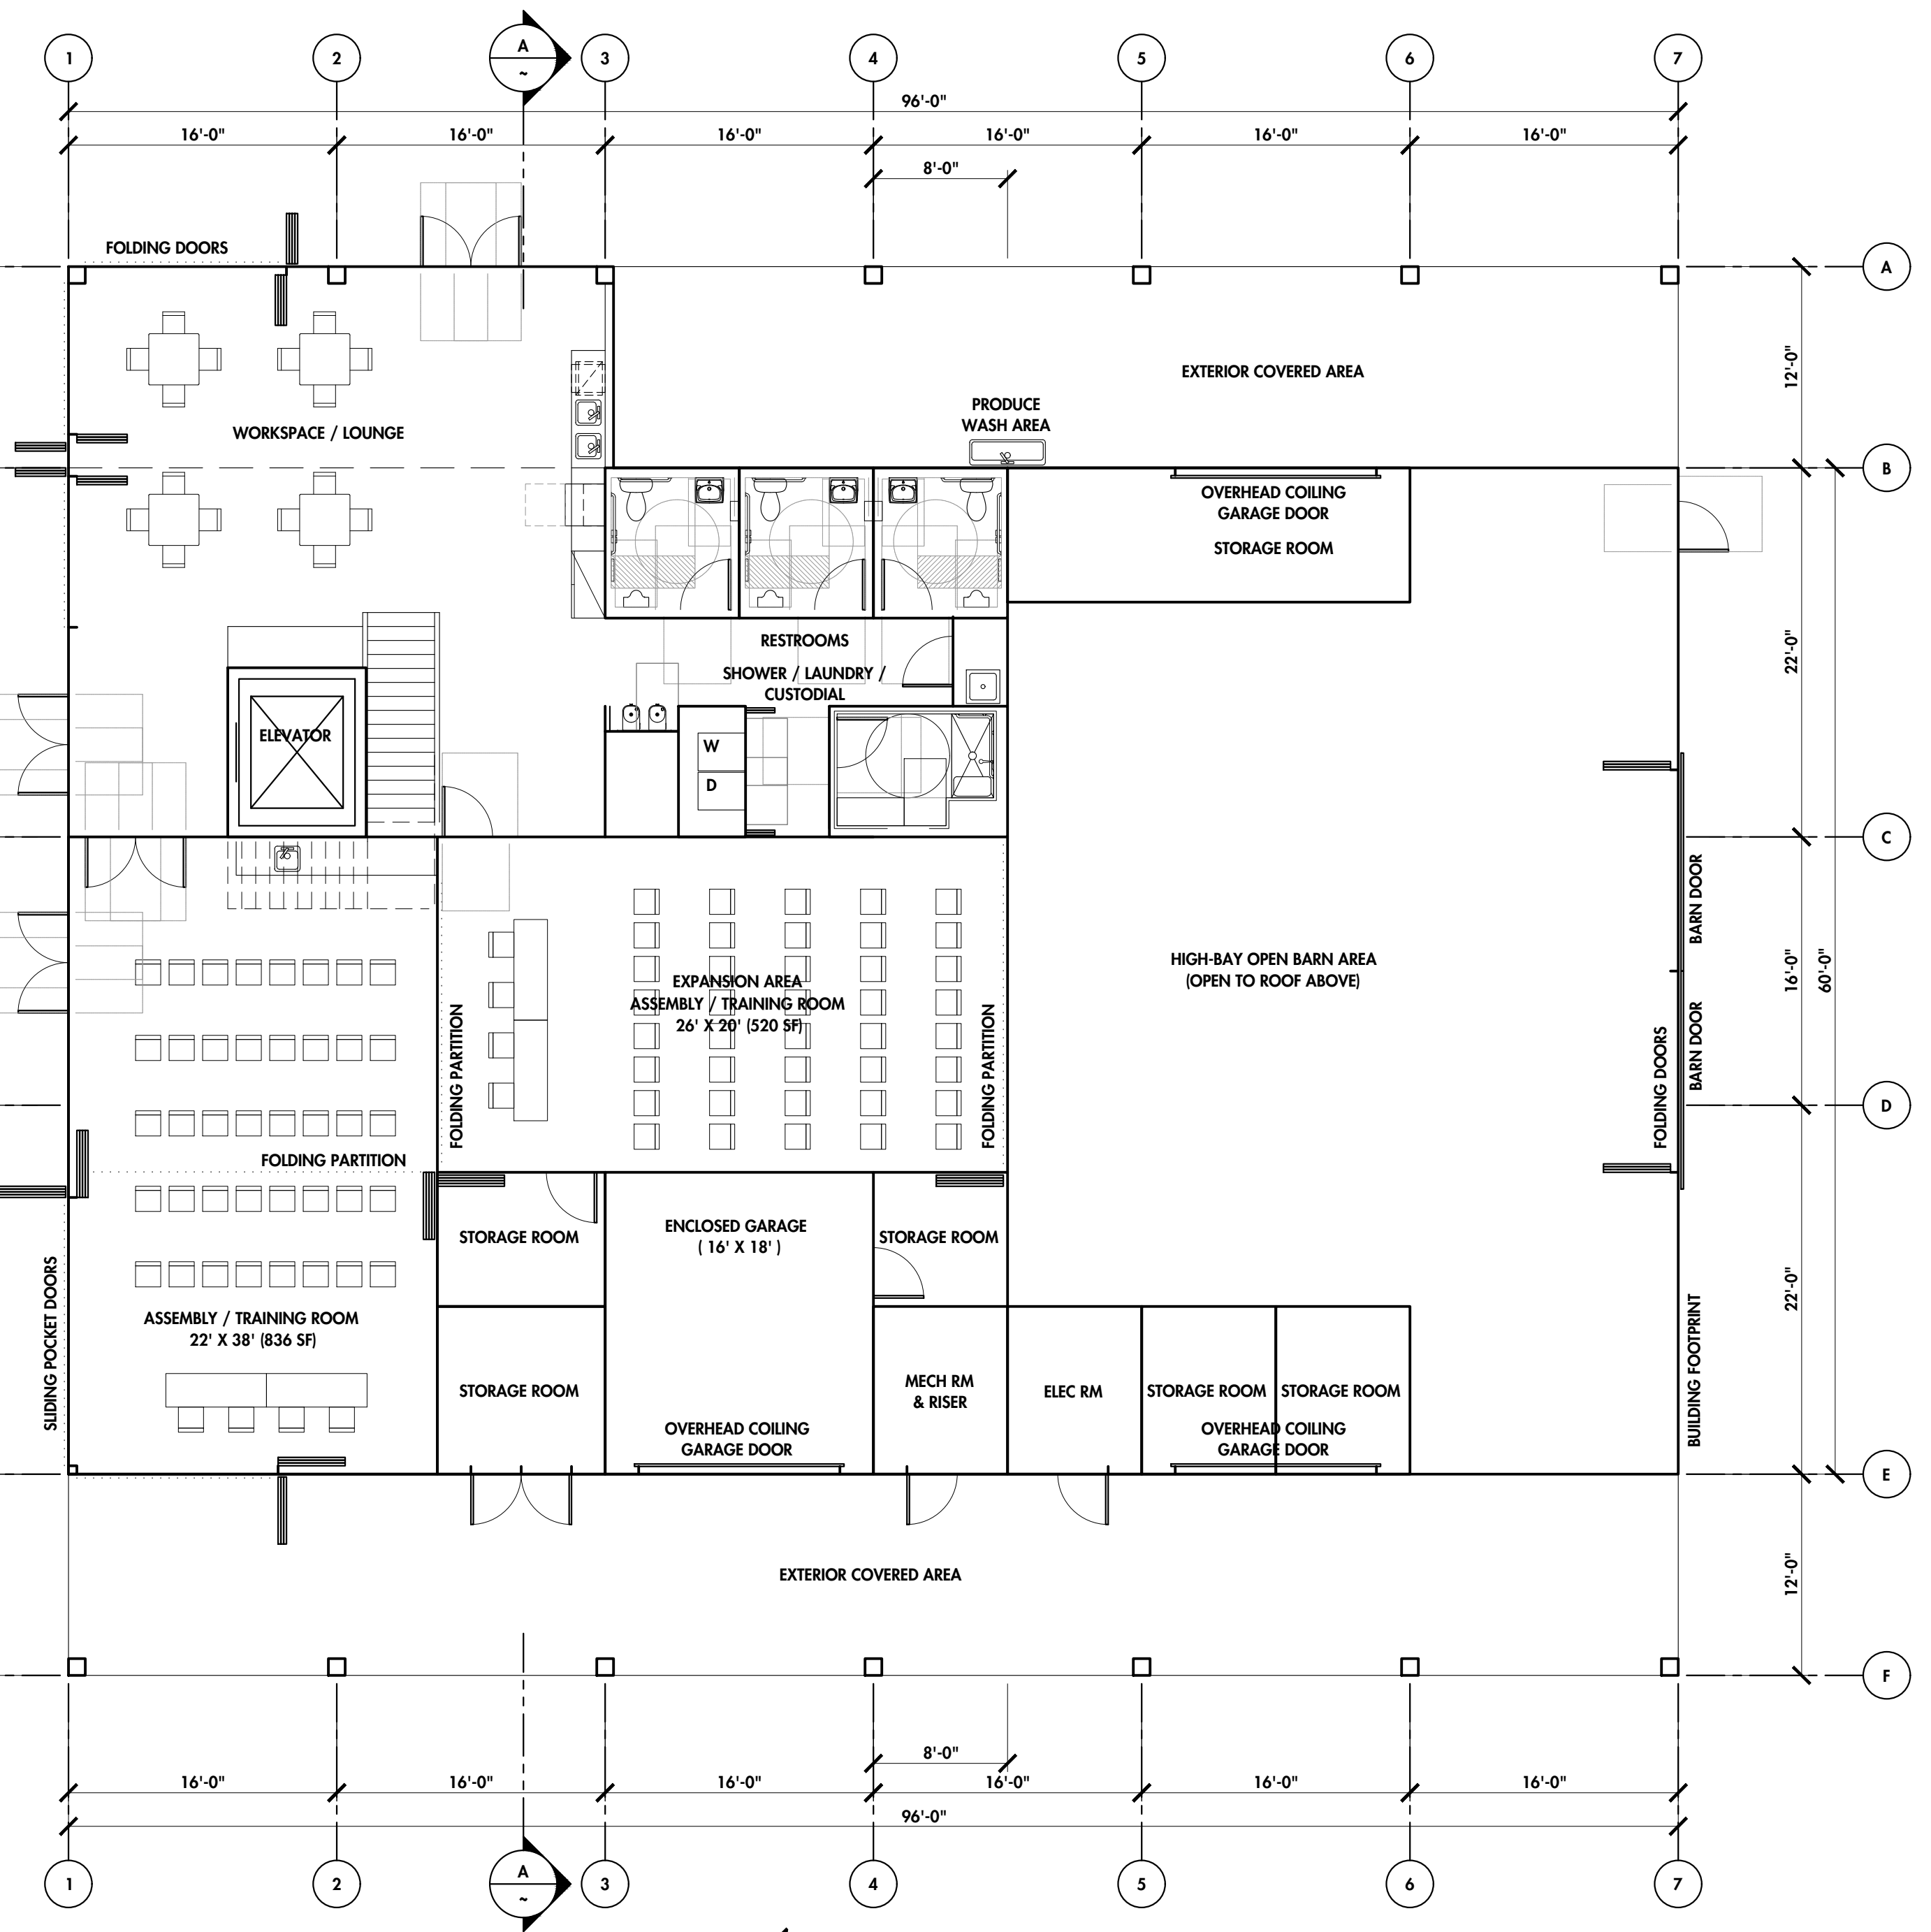 1 2 A 3 4 5 6 7
~
96'-0"
16'-0" 16'-0" 16'-0" 16'-0" 16'-0" 16'-0"
8'-0"
FOLDING DOORS
A
12'-0"
EXTERIOR COVERED AREA
PRODUCE
WASH AREA
WORKSPACE / LOUNGE
B
OVERHEAD COILING
GARAGE DOOR
STORAGE ROOM
22'-0"
RESTROOMS
SHOWER / LAUNDRY /
CUSTODIAL
ELEVATOR
W
D
C
BARN DOOR
16'-0"
60'-0"
HIGH-BAY OPEN BARN AREA
(OPEN TO ROOF ABOVE)
EXPANSION AREA
ASSEMBLY / TRAINING ROOM
26' X 20' (520 SF)
FOLDING PARTITION
FOLDING PARTITION
FOLDING DOORS
BARN DOOR
D
FOLDING PARTITION
STORAGE ROOM
ENCLOSED GARAGE
( 16' X 18' )
STORAGE ROOM
22'-0"
SLIDING POCKET DOORS
ASSEMBLY / TRAINING ROOM
22' X 38' (836 SF)
BUILDING FOOTPRINT
STORAGE ROOM
MECH RM
& RISER
ELEC RM
STORAGE ROOM
STORAGE ROOM
OVERHEAD COILING
GARAGE DOOR
OVERHEAD COILING
GARAGE DOOR
E
EXTERIOR COVERED AREA
12'-0"
F
8'-0"
16'-0" 16'-0" 16'-0" 16'-0" 16'-0" 16'-0"
96'-0"
1 2 A 3 4 5 6 7
~